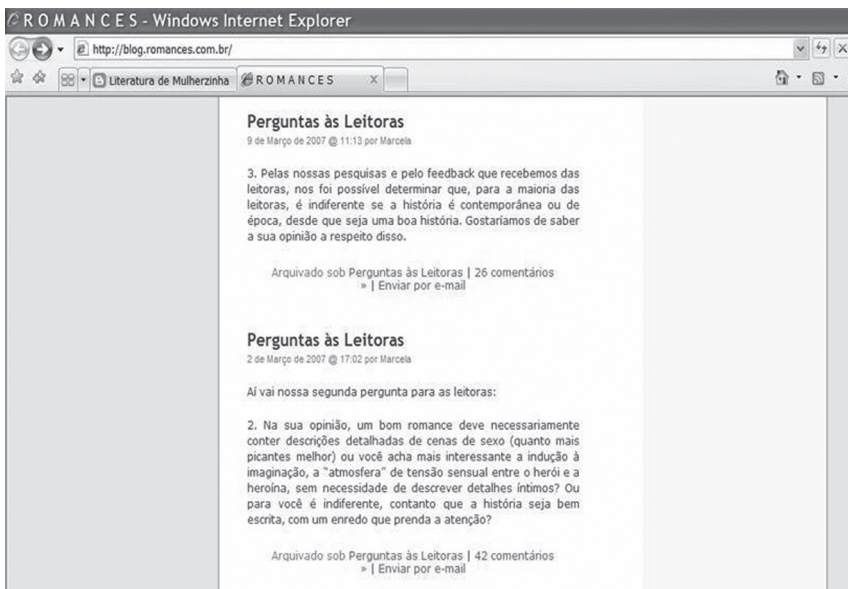 R O M A N C E S - Windows Internet Explorer
http://blog.romances.com.br/
Literatura de Mulherzinha
R O M A N C E S
Perguntas às Leitoras
9 de Março de 2007 @ 11:13 por Marcela
3. Pelas nossas pesquisas e pelo feedback que recebemos das
leitoras, nos foi possível determinar que, para a maioria das
leitoras, é indiferente se a história é contemporânea ou de
época, desde que seja uma boa história. Gostaríamos de saber
a sua opinião a respeito disso.
Arquivado sob Perguntas às Leitoras | 26 comentários
» | Enviar por e-mail
Perguntas às Leitoras
2 de Março de 2007 @ 17:02 por Marcela
Aí vai nossa segunda pergunta para as leitoras:
2. Na sua opinião, um bom romance deve necessariamente
conter descrições detalhadas de cenas de sexo (quanto mais
picantes melhor) ou você acha mais interessante a indução à
imaginação, a "atmosfera" de tensão sensual entre o herói e a
heroína, sem necessidade de descrever detalhes íntimos? Ou
para você é indiferente, contanto que a história seja bem
escrita, com um enredo que prenda a atenção?
Arquivado sob Perguntas às Leitoras | 42 comentários
» | Enviar por e-mail